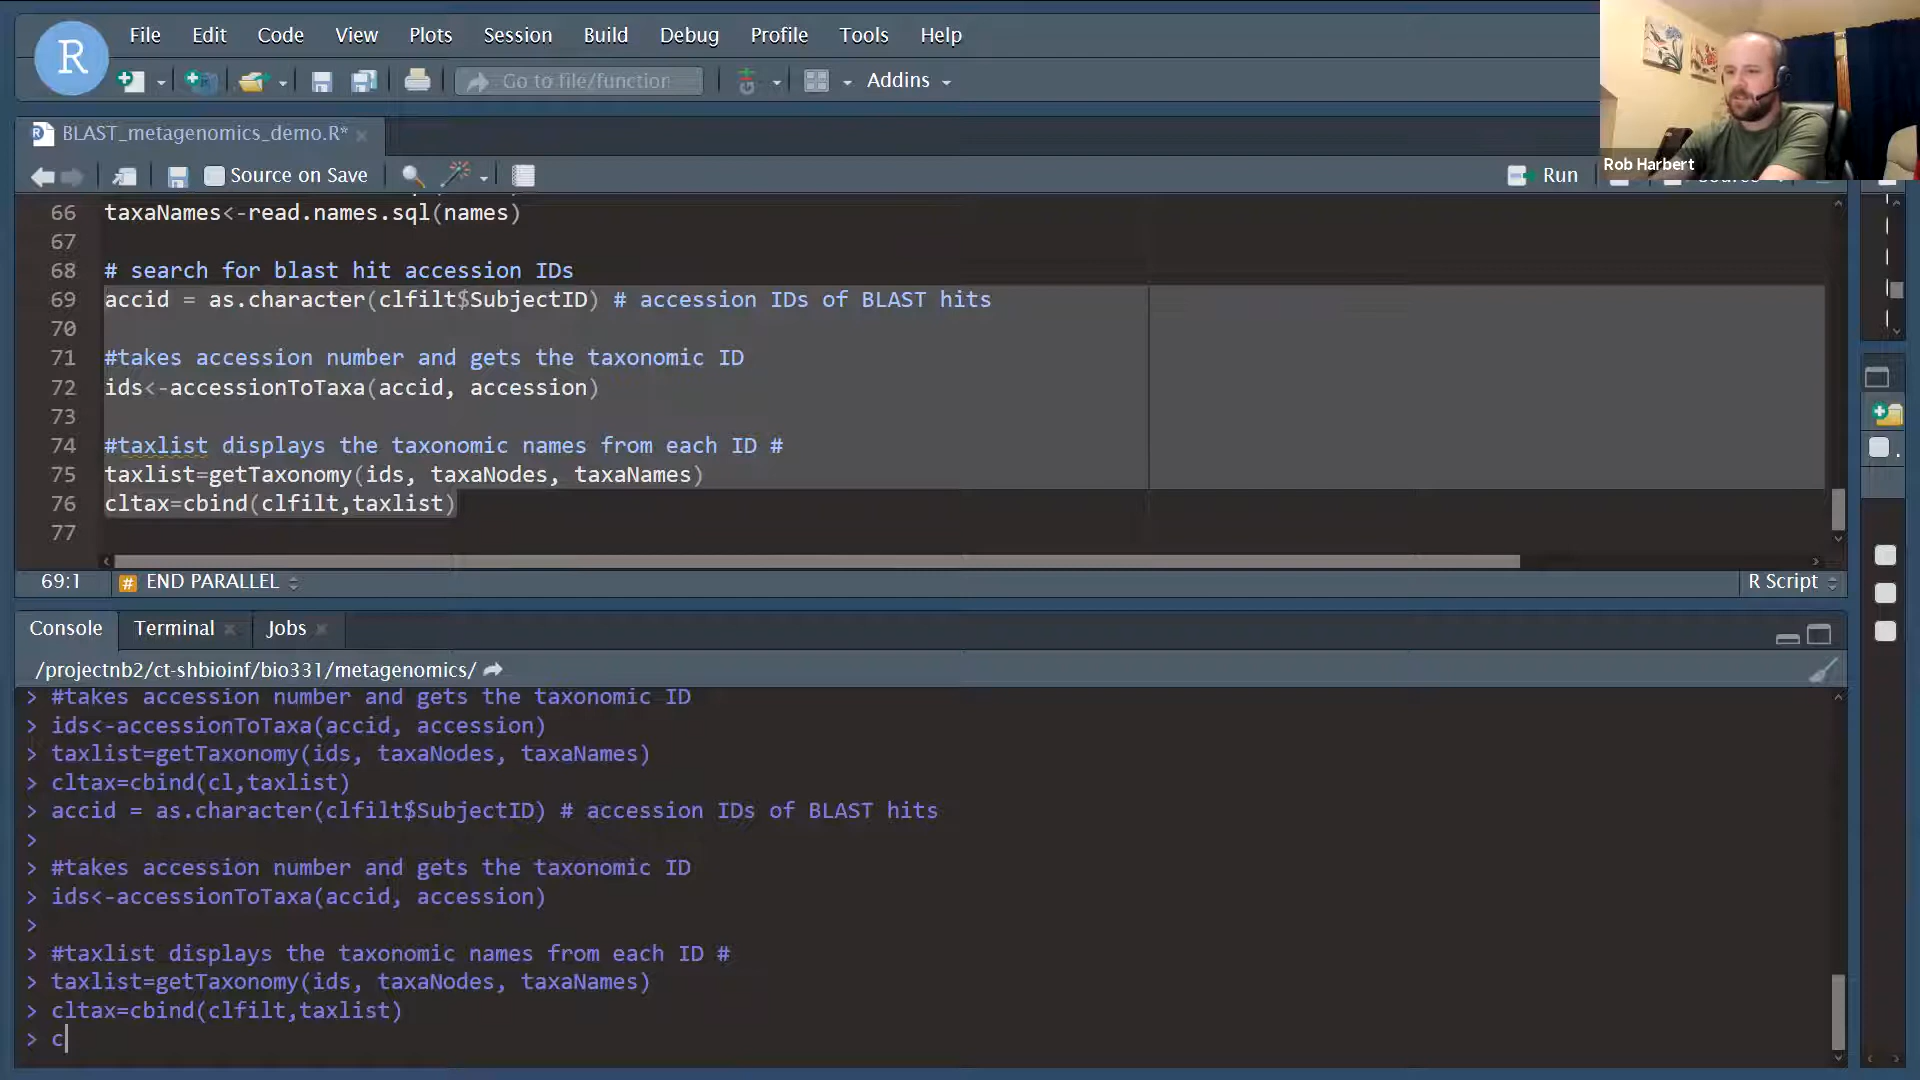 File Edit Code View Plots Session Build Debug Profile Tools Help
R
Go to file/function
Addins
BLAST_metagenomics_demo.R*
Source on Save
Run
Rob Harbert
66 taxaNames<-read.names.sql(names)
67
68 # search for blast hit accession IDs
69 accid = as.character(clfilt$SubjectID) # accession IDs of BLAST hits
70
71 #takes accession number and gets the taxonomic ID
72 ids<-accessionToTaxa(accid, accession)
73
74 #taxlist displays the taxonomic names from each ID #
75 taxlist=getTaxonomy(ids, taxaNodes, taxaNames)
76 cltax=cbind(clfilt,taxlist)
77
69:1 # END PARALLEL R Script
Console Terminal Jobs
/projectnb2/ct-shbioinf/bio331/metagenomics/
> #takes accession number and gets the taxonomic ID
> ids<-accessionToTaxa(accid, accession)
> taxlist=getTaxonomy(ids, taxaNodes, taxaNames)
> cltax=cbind(cl,taxlist)
> accid = as.character(clfilt$SubjectID) # accession IDs of BLAST hits
>
> #takes accession number and gets the taxonomic ID
> ids<-accessionToTaxa(accid, accession)
>
> #taxlist displays the taxonomic names from each ID #
> taxlist=getTaxonomy(ids, taxaNodes, taxaNames)
> cltax=cbind(clfilt,taxlist)
> c